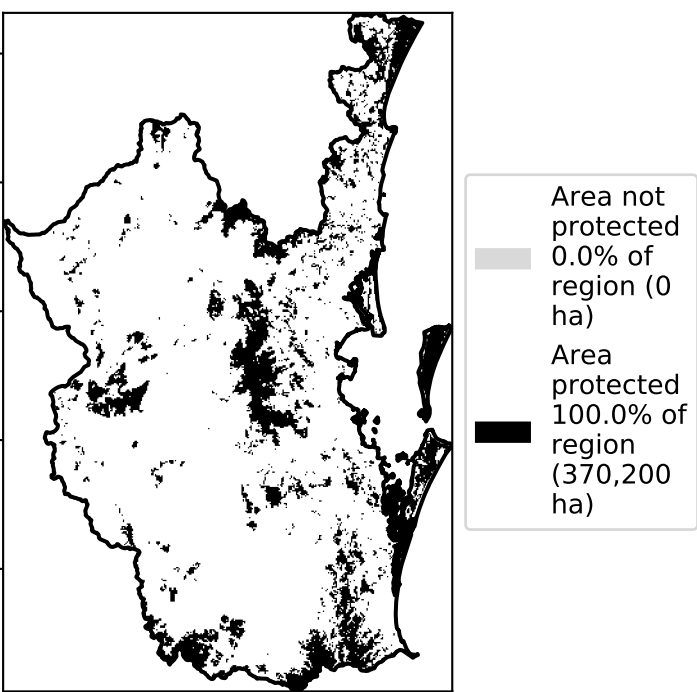 Area not
protected
0.0% of
region (0
ha)
Area
protected
100.0% of
region
(370,200
ha)